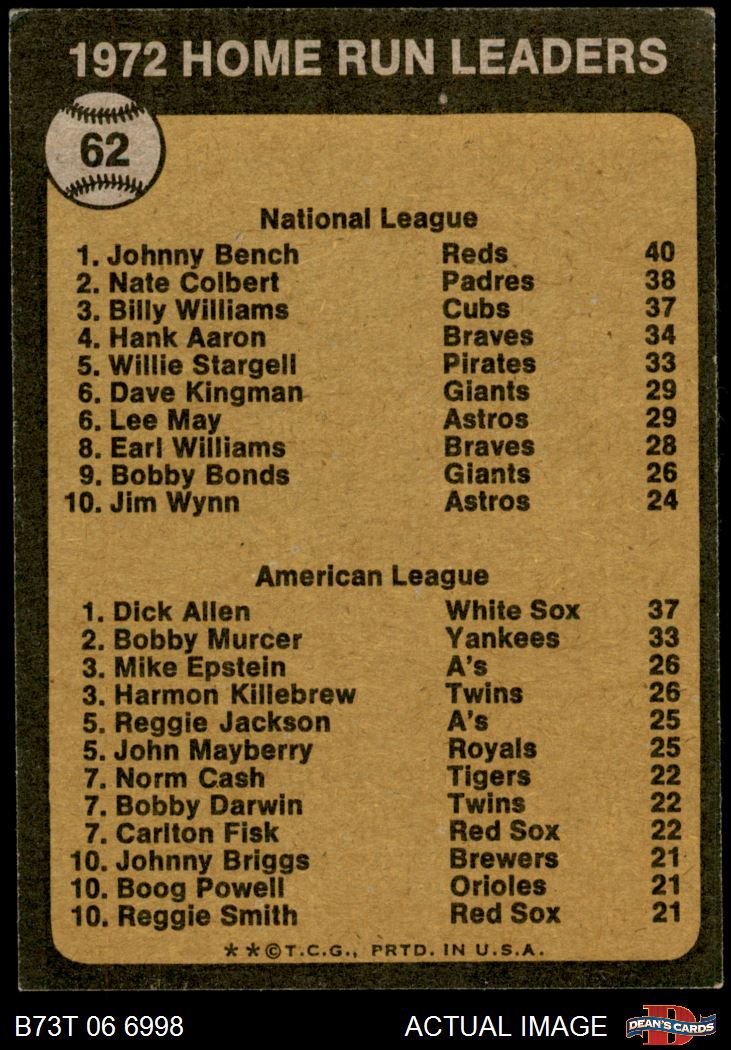 1972 HOME RUN LEADERS
62
National League
1. Johnny Bench Reds 40
2. Nate Colbert Padres 38
3. Billy Williams Cubs 37
4. Hank Aaron Braves 34
5. Willie Stargell Pirates 33
6. Dave Kingman Giants 29
6. Lee May Astros 29
8. Earl Williams Braves 28
9. Bobby Bonds Giants 26
10. Jim Wynn Astros 24
American League
1. Dick Allen White Sox 37
2. Bobby Murcer Yankees 33
3. Mike Epstein A's 26
3. Harmon Killebrew Twins 26
5. Reggie Jackson A's 25
5. John Mayberry Royals 25
7. Norm Cash Tigers 22
7. Bobby Darwin Twins 22
7. Carlton Fisk Red Sox 22
10. Johnny Briggs Brewers 21
10. Boog Powell Orioles 21
10. Reggie Smith Red Sox 21
**©T.C.G., PRTD. IN U.S.A.
B73T 06 6998 ACTUAL IMAGE DEAN'S CARDS